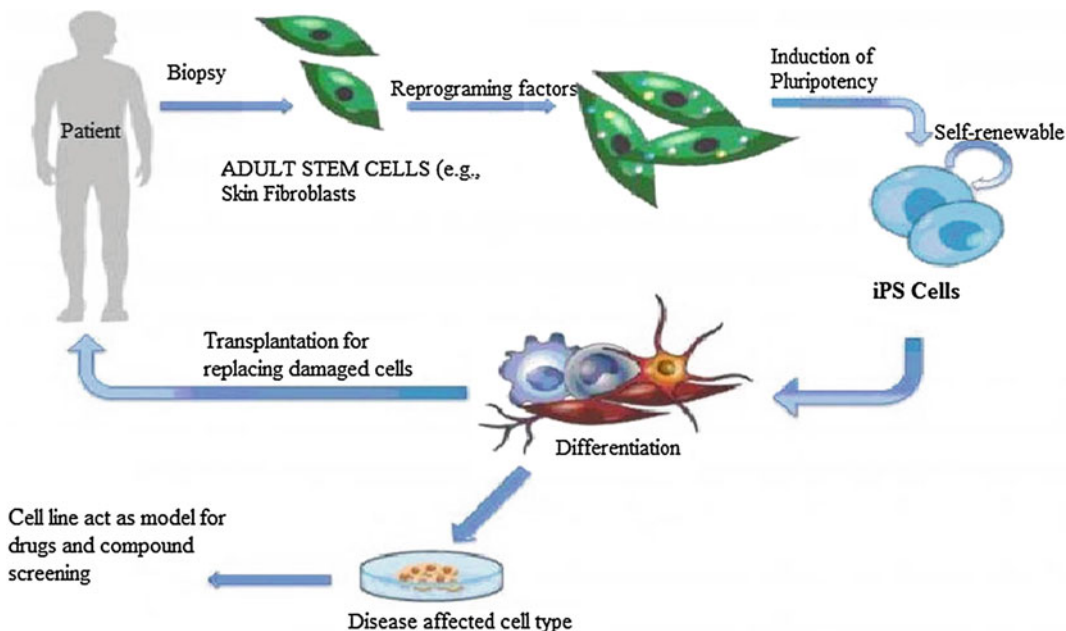 Patient
Biopsy
ADULT STEM CELLS (e.g.,
Skin Fibroblasts
Reprograming factors
Induction of
Pluripotency
Self-renewable
iPS Cells
Transplantation for
replacing damaged cells
Differentiation
Cell line act as model for
drugs and compound
screening
Disease affected cell type